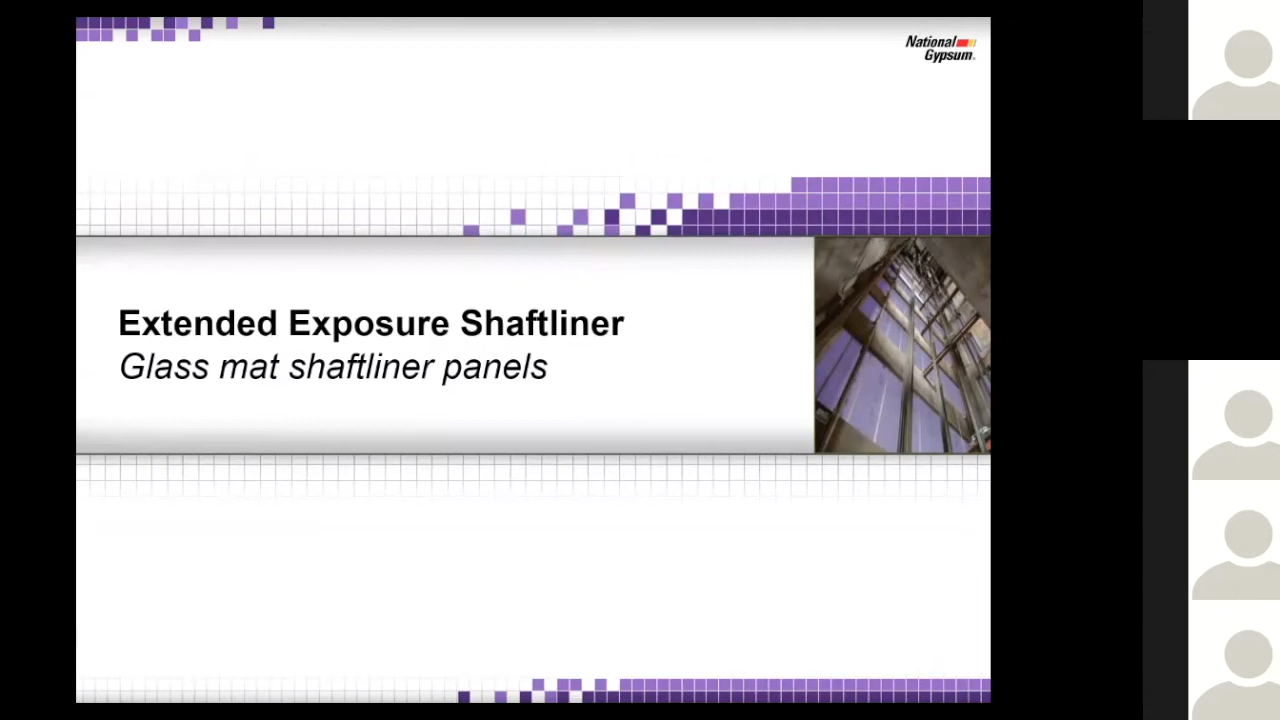 National
Gypsum
Extended Exposure Shaftliner
Glass mat shaftliner panels